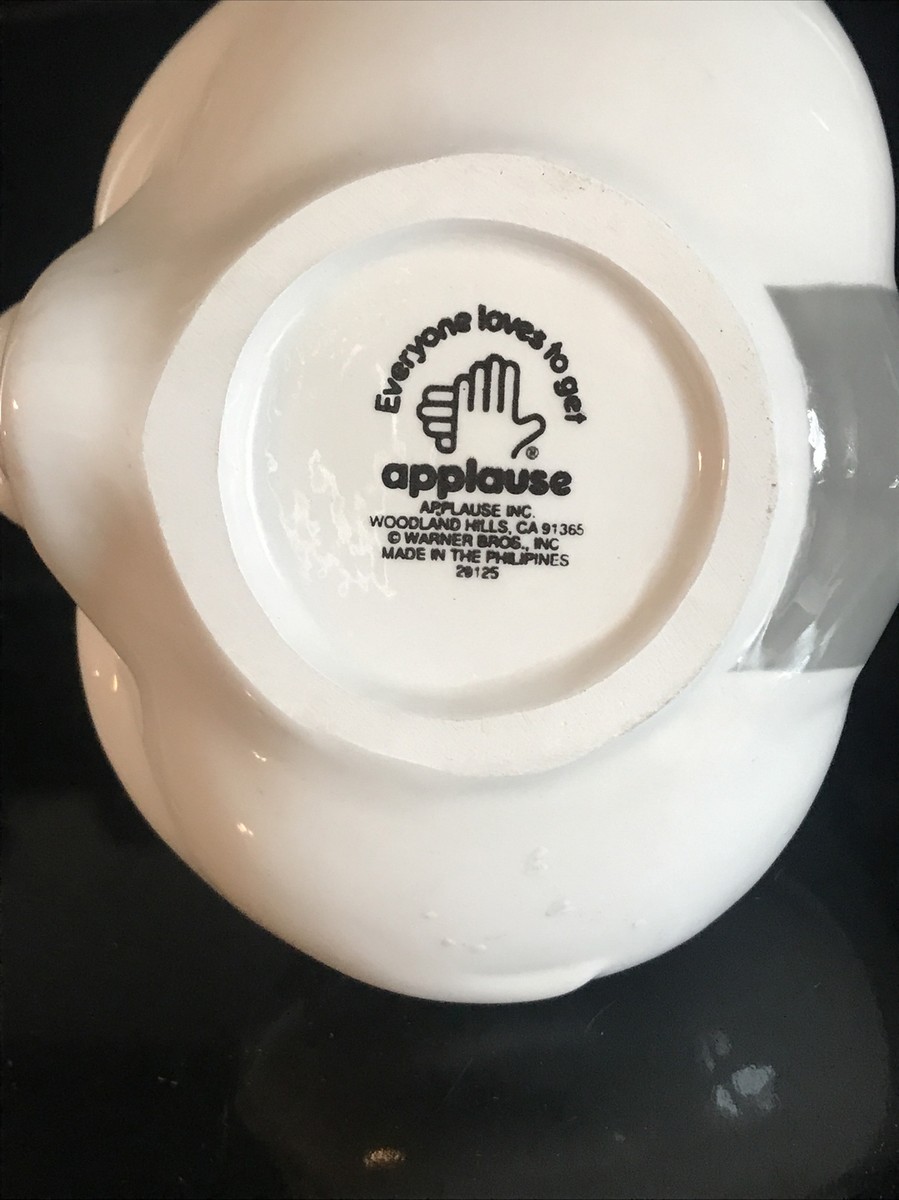 Everyone loves to get
®
applause
APPLAUSE INC.
WOODLAND HILLS, CA 91365
© WARNER BROS., INC
MADE IN THE PHILIPINES
29125